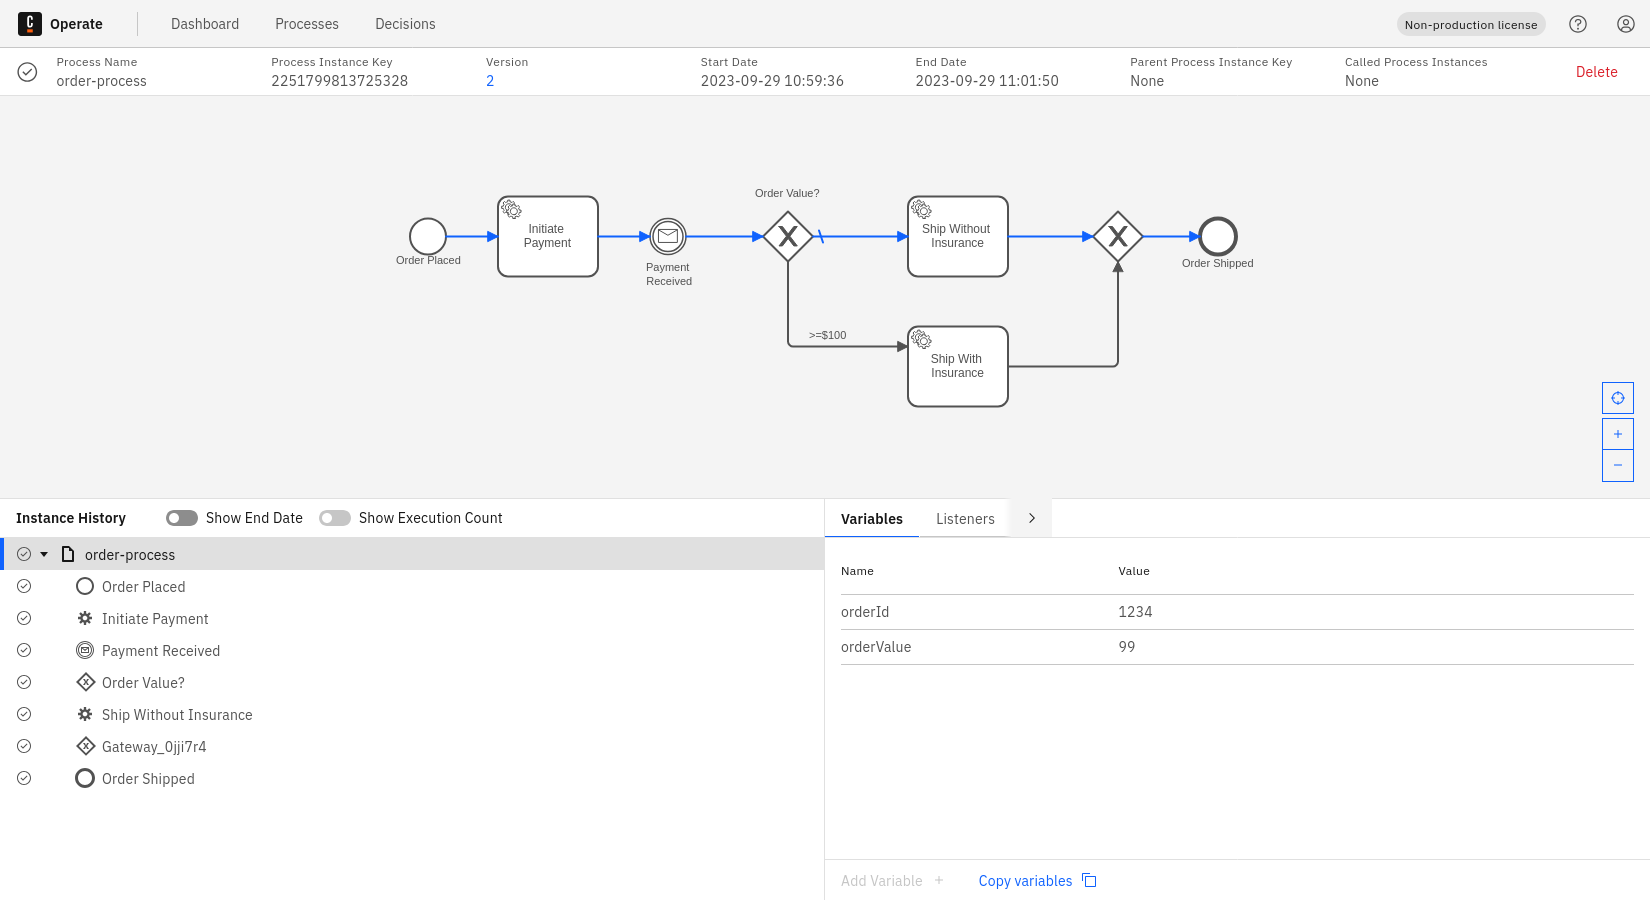 Operate
Dashboard
Processes
Decisions
Non-production license
Process Name
order-process
Process Instance Key
2251799813725328
Version
2
Start Date
2023-09-29 10:59:36
End Date
2023-09-29 11:01:50
Parent Process Instance Key
None
Called Process Instances
None
Delete
Order Placed
Initiate
Payment
Payment
Received
Order Value?
Ship Without
Insurance
Order Shipped
>=$100
Ship With
Insurance
Instance History
Show End Date
Show Execution Count
order-process
Order Placed
Initiate Payment
Payment Received
Order Value?
Ship Without Insurance
Gateway_0jji7r4
Order Shipped
Variables
Listeners
Name
Value
orderId
1234
orderValue
99
Add Variable
Copy variables